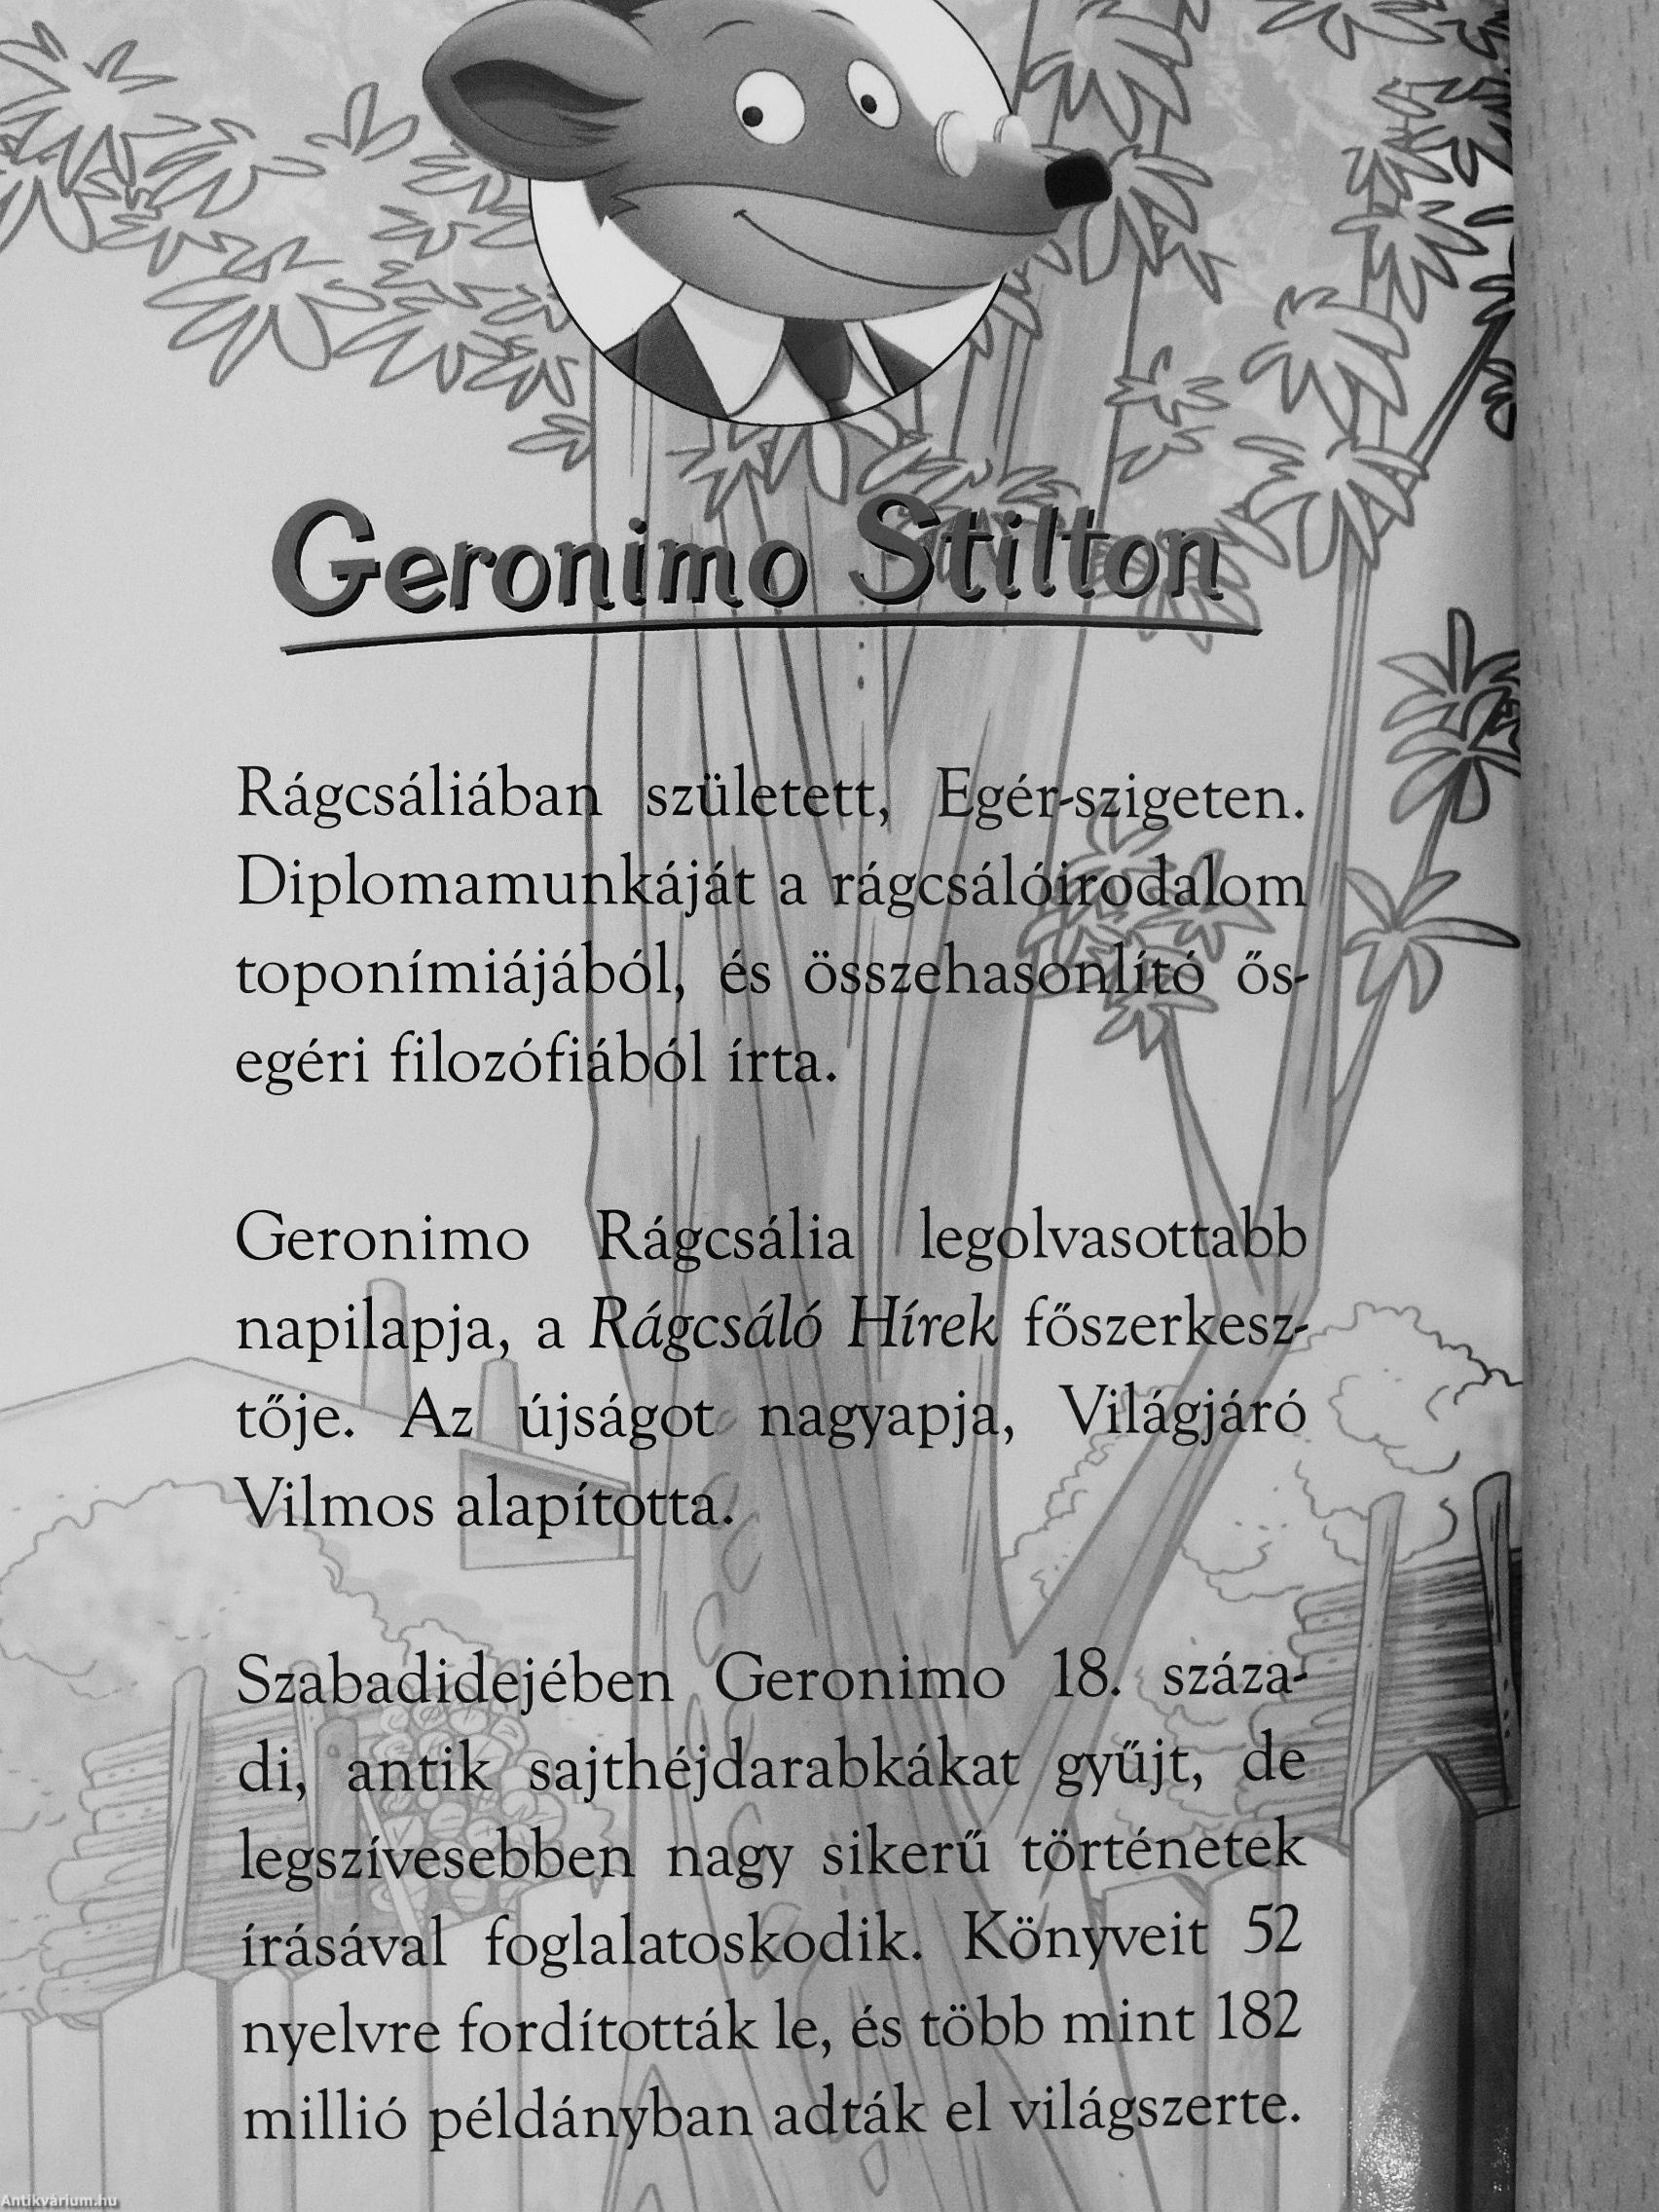 Geronimo Stilton
Rágcsáliában született, Egér-szigeten.
Diplomamunkáját a rágcsálóirodalom
toponímiájából, és összehasonlító ős-
egéri filozófiából írta.
Geronimo Rágcsália legolvasottabb
napilapja, a Rágcsáló Hírek főszerkesz-
tője. Az újságot nagyapja, Világjáró
Vilmos alapította.
Szabadidejében Geronimo 18. száza-
di, antik sajthéjdarabkákat gyűjt, de
legszívesebben nagy sikerű történetek
írásával foglalatoskodik. Könyveit 52
nyelvre fordították le, és több mint 182
millió példányban adták el világszerte.
Antikvárium.hu